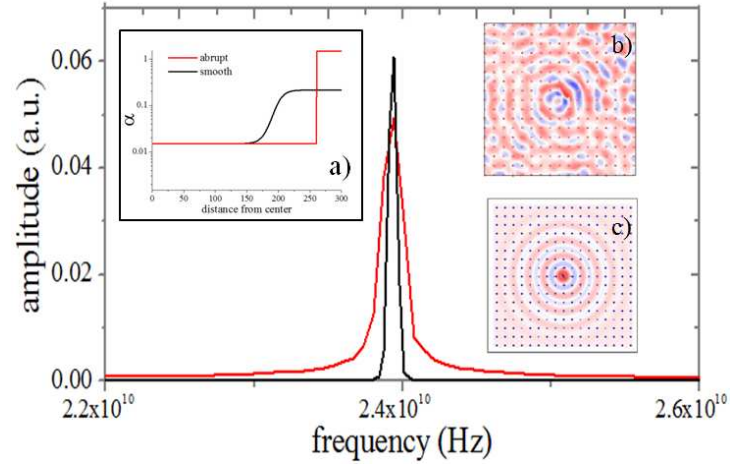 amplitude (a.u.)
0.06
0.04
0.02
0.00
2.2x10^10
2.4x10^10
2.6x10^10
frequency (Hz)
α
1
0.1
0.01
abrupt
smooth
a)
0
50
100
150
200
250
300
distance from center
b)
c)